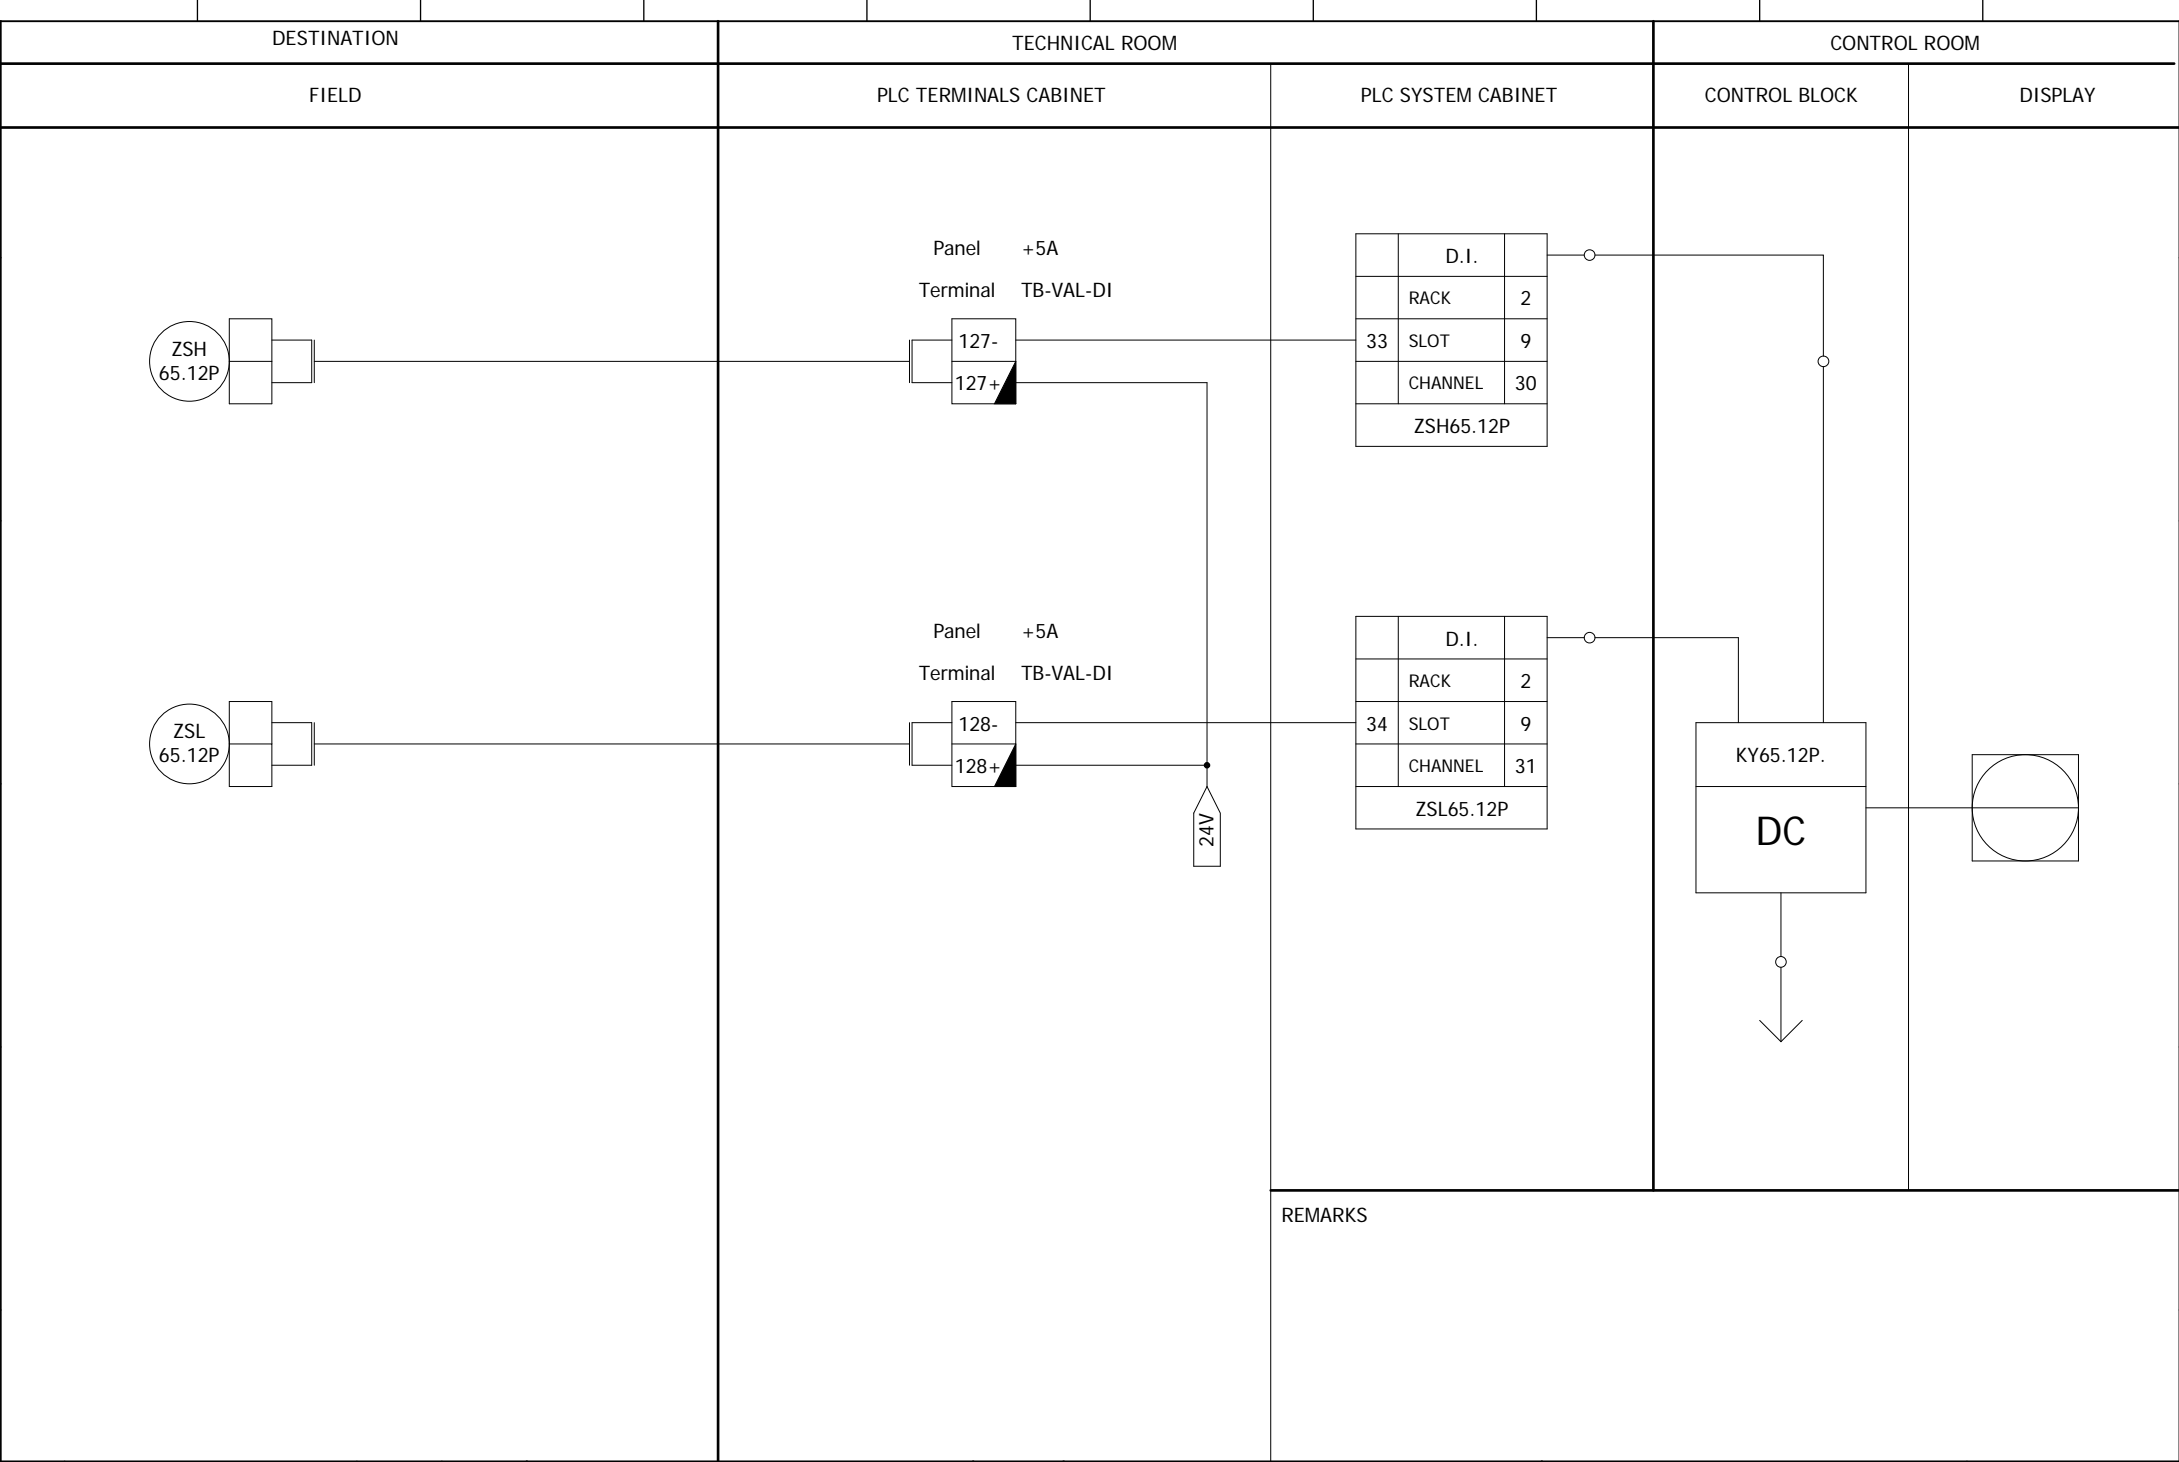 DESTINATION
TECHNICAL ROOM
CONTROL ROOM
FIELD
PLC TERMINALS CABINET
PLC SYSTEM CABINET
CONTROL BLOCK
DISPLAY
Panel +5A
Terminal TB-VAL-DI
ZSH
65.12P
127-
127+
D.I.
RACK 2
33 SLOT 9
CHANNEL 30
ZSH65.12P
Panel +5A
Terminal TB-VAL-DI
ZSL
65.12P
128-
128+
24V
D.I.
RACK 2
34 SLOT 9
CHANNEL 31
ZSL65.12P
KY65.12P.
DC
REMARKS